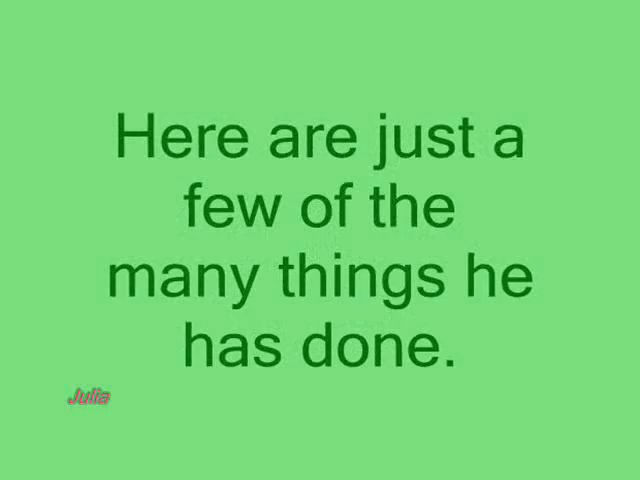 Here are just a
few of the
many things he
has done.
Julia